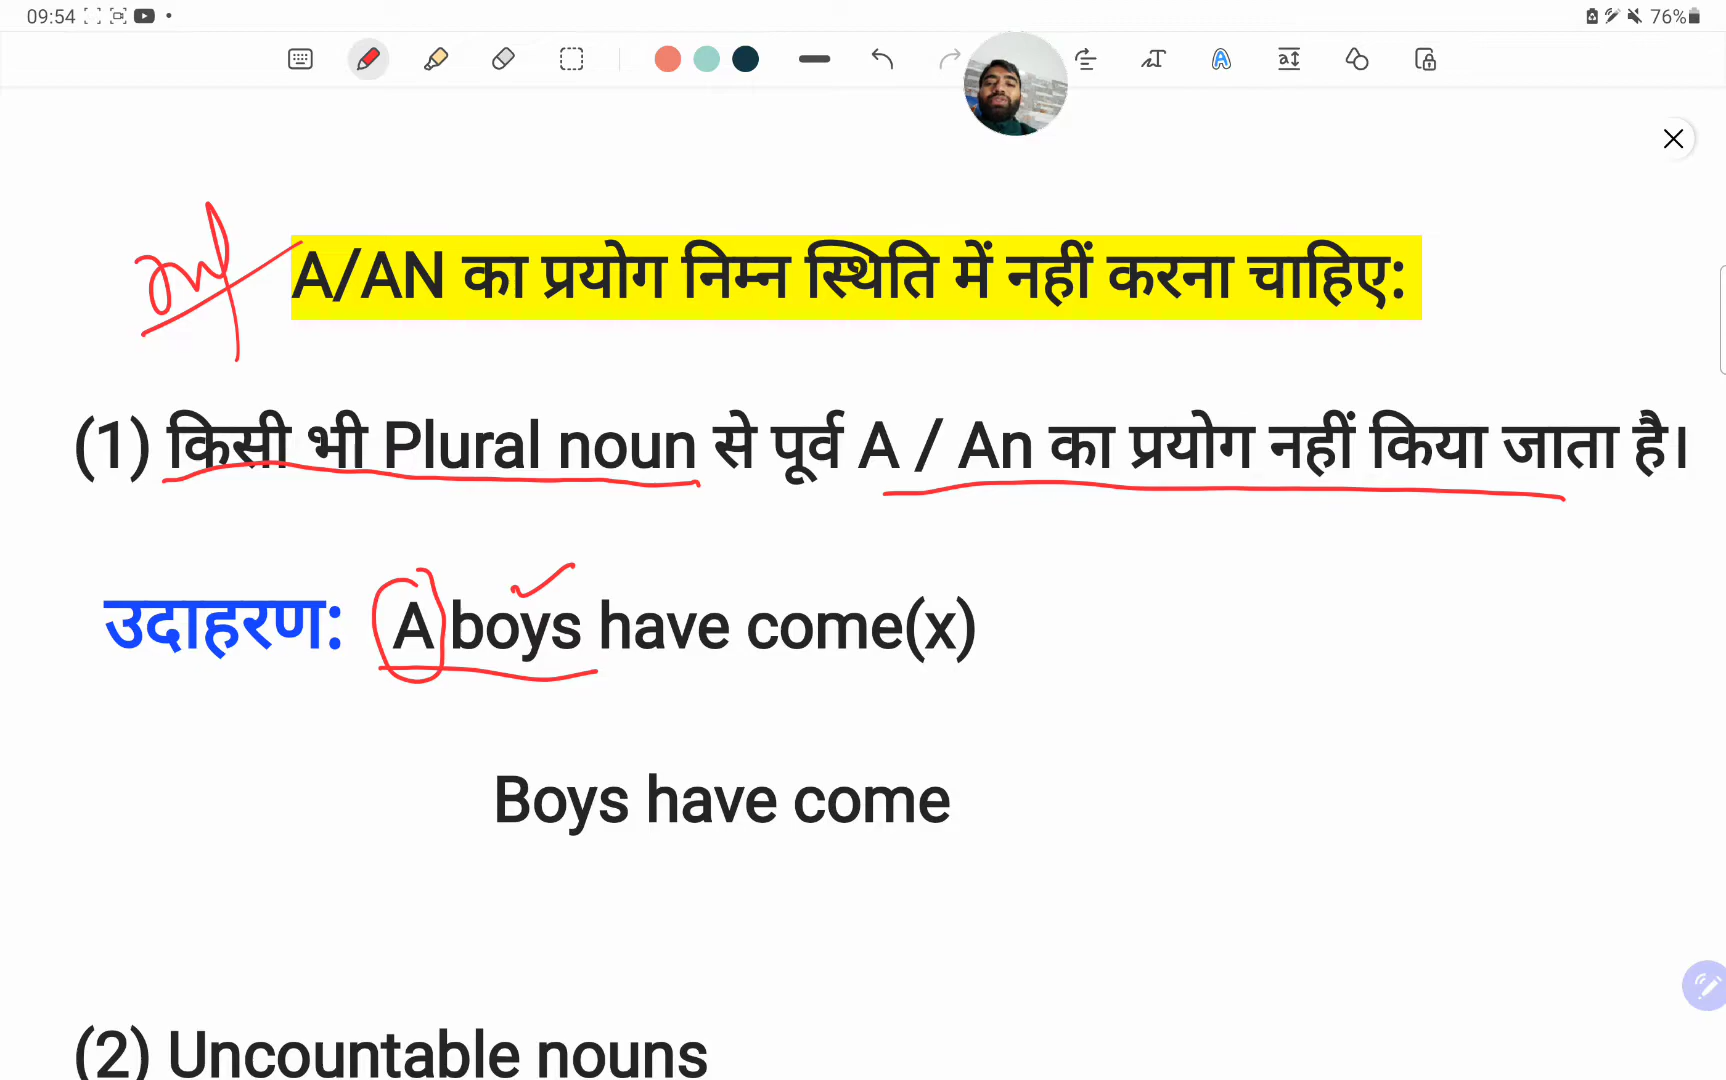 09:54
76%
A/AN का प्रयोग निम्न स्थिति में नहीं करना चाहिए:
(1) किसी भी Plural noun से पूर्व A / An का प्रयोग नहीं किया जाता है।
उदाहरण: A boys have come(x)
Boys have come
(2) Uncountable nouns